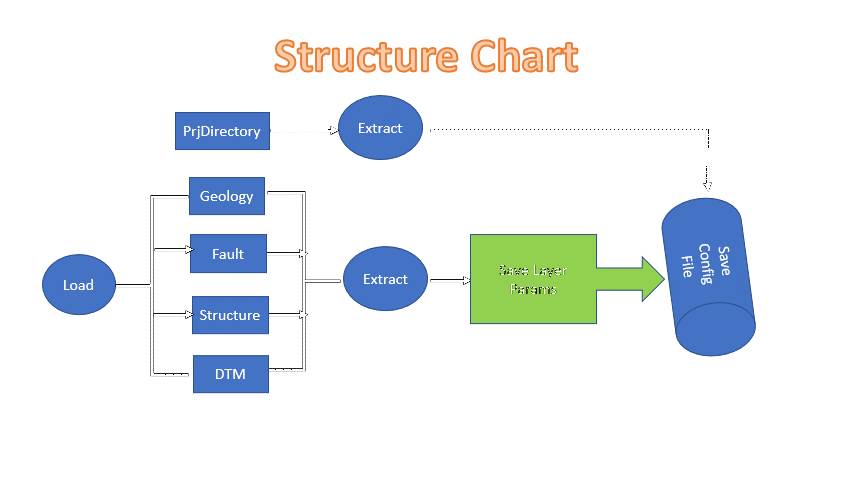 Structure Chart
PrjDirectory
Extract
Geology
Fault
Load
Structure
DTM
Extract
Save Layer
Params
Save
Config
File